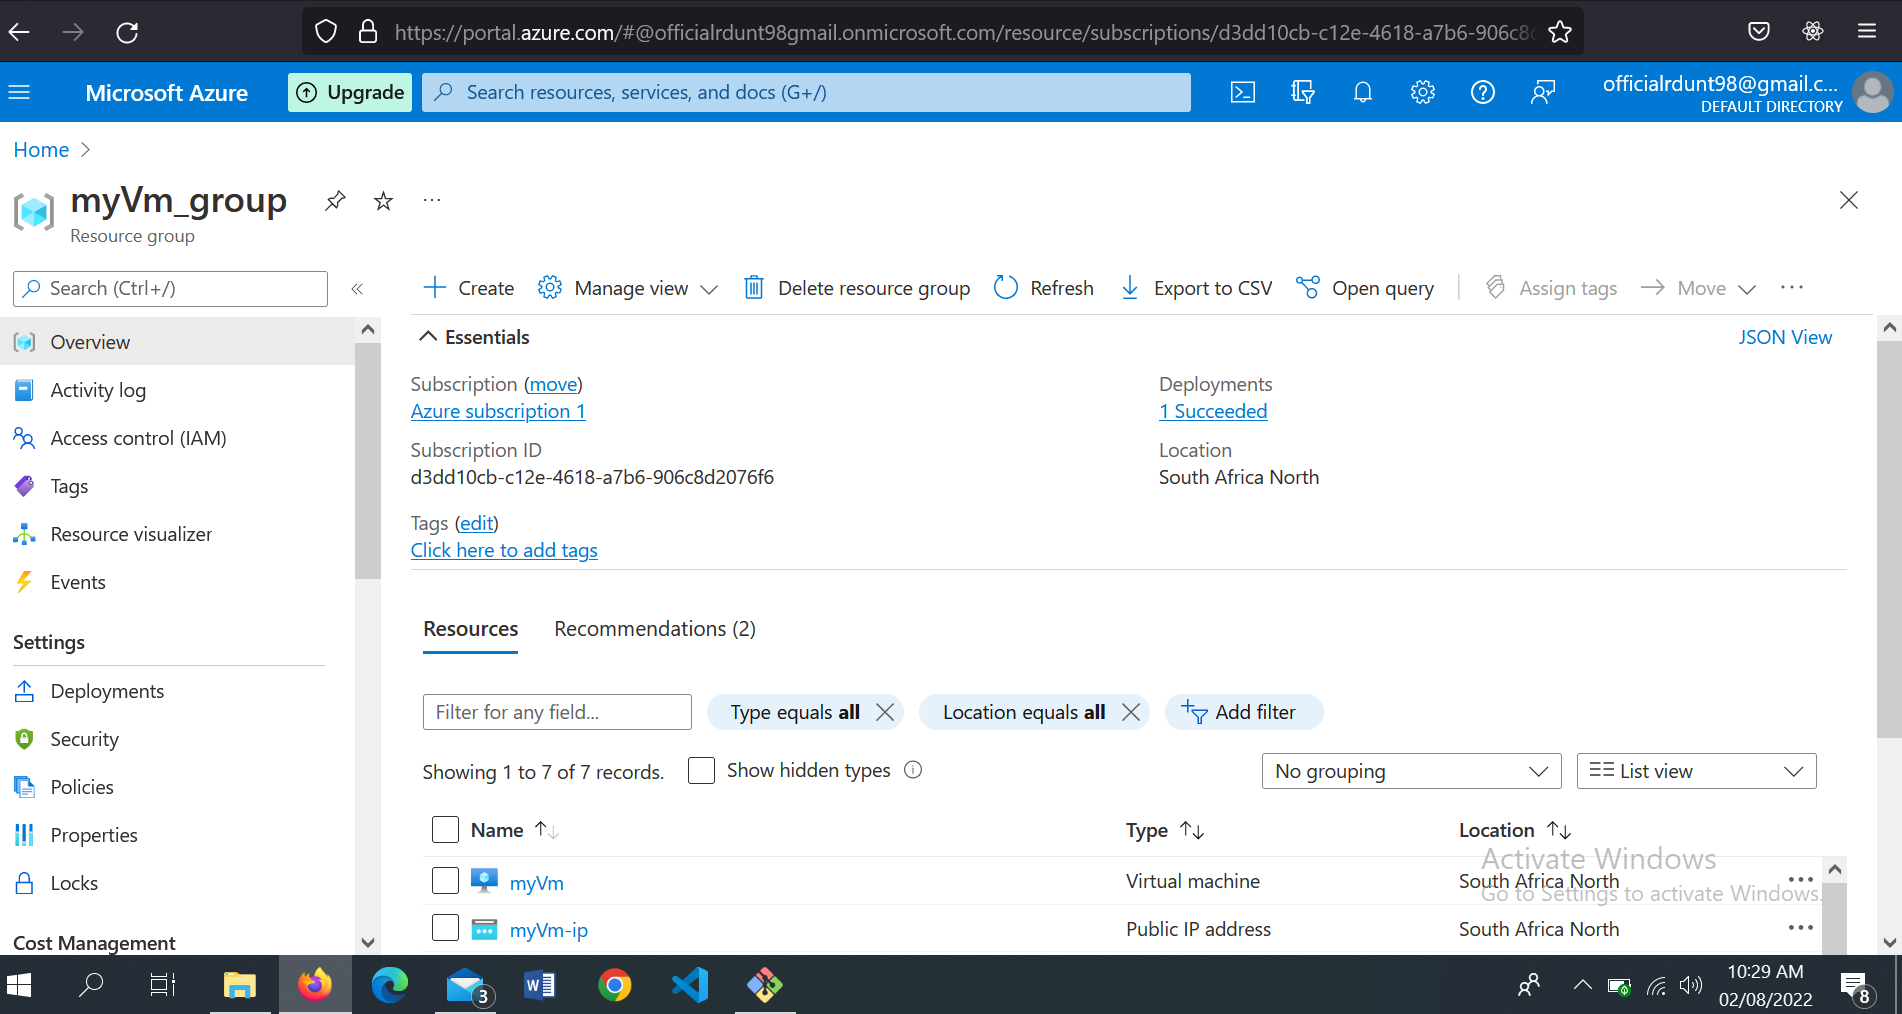 https://portal.azure.com/#@officialrdunt98gmail.onmicrosoft.com/resource/subscriptions/d3dd10cb-c12e-4618-a7b6-906c8d
Microsoft Azure
Upgrade
Search resources, services, and docs (G+/)
officialrdunt98@gmail.c...
DEFAULT DIRECTORY
Home
myVm_group
Resource group
Search (Ctrl+/)
Create
Manage view
Delete resource group
Refresh
Export to CSV
Open query
Assign tags
Move
Overview
Activity log
Access control (IAM)
Tags
Resource visualizer
Events
Settings
Deployments
Security
Policies
Properties
Locks
Cost Management
Essentials
JSON View
Subscription (move)
Azure subscription 1
Subscription ID
d3dd10cb-c12e-4618-a7b6-906c8d2076f6
Tags (edit)
Click here to add tags
Deployments
1 Succeeded
Location
South Africa North
Resources
Recommendations (2)
Filter for any field...
Type equals all
Location equals all
Add filter
Showing 1 to 7 of 7 records.
Show hidden types
No grouping
List view
Name
Type
Location
myVm
Virtual machine
South Africa North
myVm-ip
Public IP address
South Africa North
Activate Windows
Go to Settings to activate Windows.
3
10:29 AM
02/08/2022
8